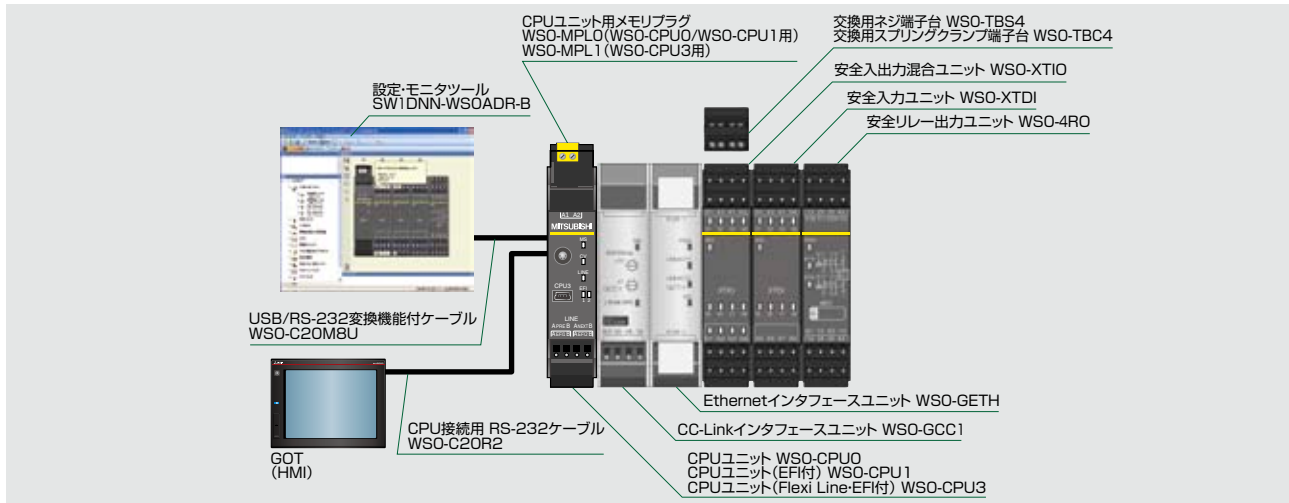 CPUユニット用メモリプラグ
WS0-MPL0(WS0-CPU0/WS0-CPU1用)
WS0-MPL1(WS0-CPU3用)
交換用ネジ端子台 WS0-TBS4
交換用スプリングクランプ端子台 WS0-TBC4
安全入出力混合ユニット WS0-XTIO
安全入力ユニット WS0-XTDI
安全リレー出力ユニット WS0-4RO
設定・モニタツール
SW1DNN-WS0ADR-B
A1 A2
MITSUBISHI
MS
CV
LINE
EFI
CPU3
LINE
A PRE B A NEXT B
USB/RS-232変換機能付ケーブル
WS0-C20M8U
GOT
(HMI)
CPU接続用 RS-232ケーブル
WS0-C20R2
Ethernetインタフェースユニット WS0-GETH
CC-Linkインタフェースユニット WS0-GCC1
CPUユニット WS0-CPU0
CPUユニット(EFI付) WS0-CPU1
CPUユニット(Flexi Line・EFI付) WS0-CPU3